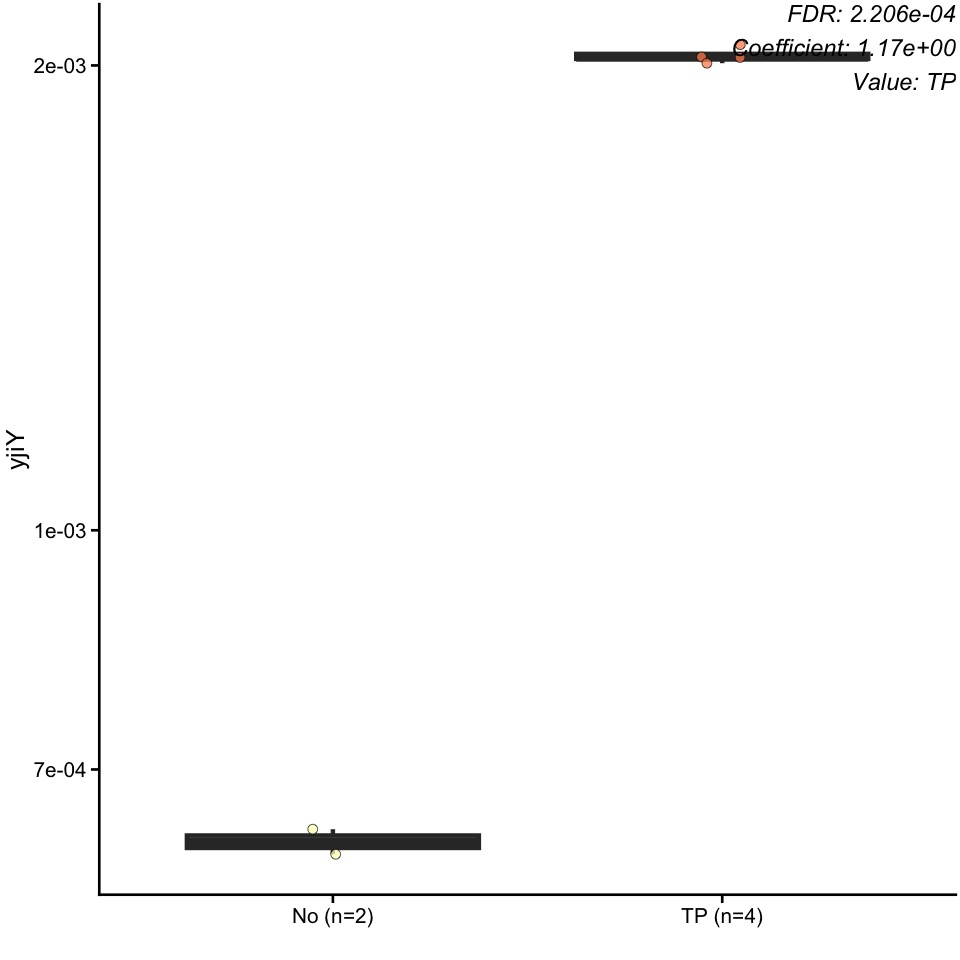 FDR: 2.206e-04
Coefficient: 1.17e+00
Value: TP
2e-03
1e-03
7e-04
yjiY
No (n=2)
TP (n=4)